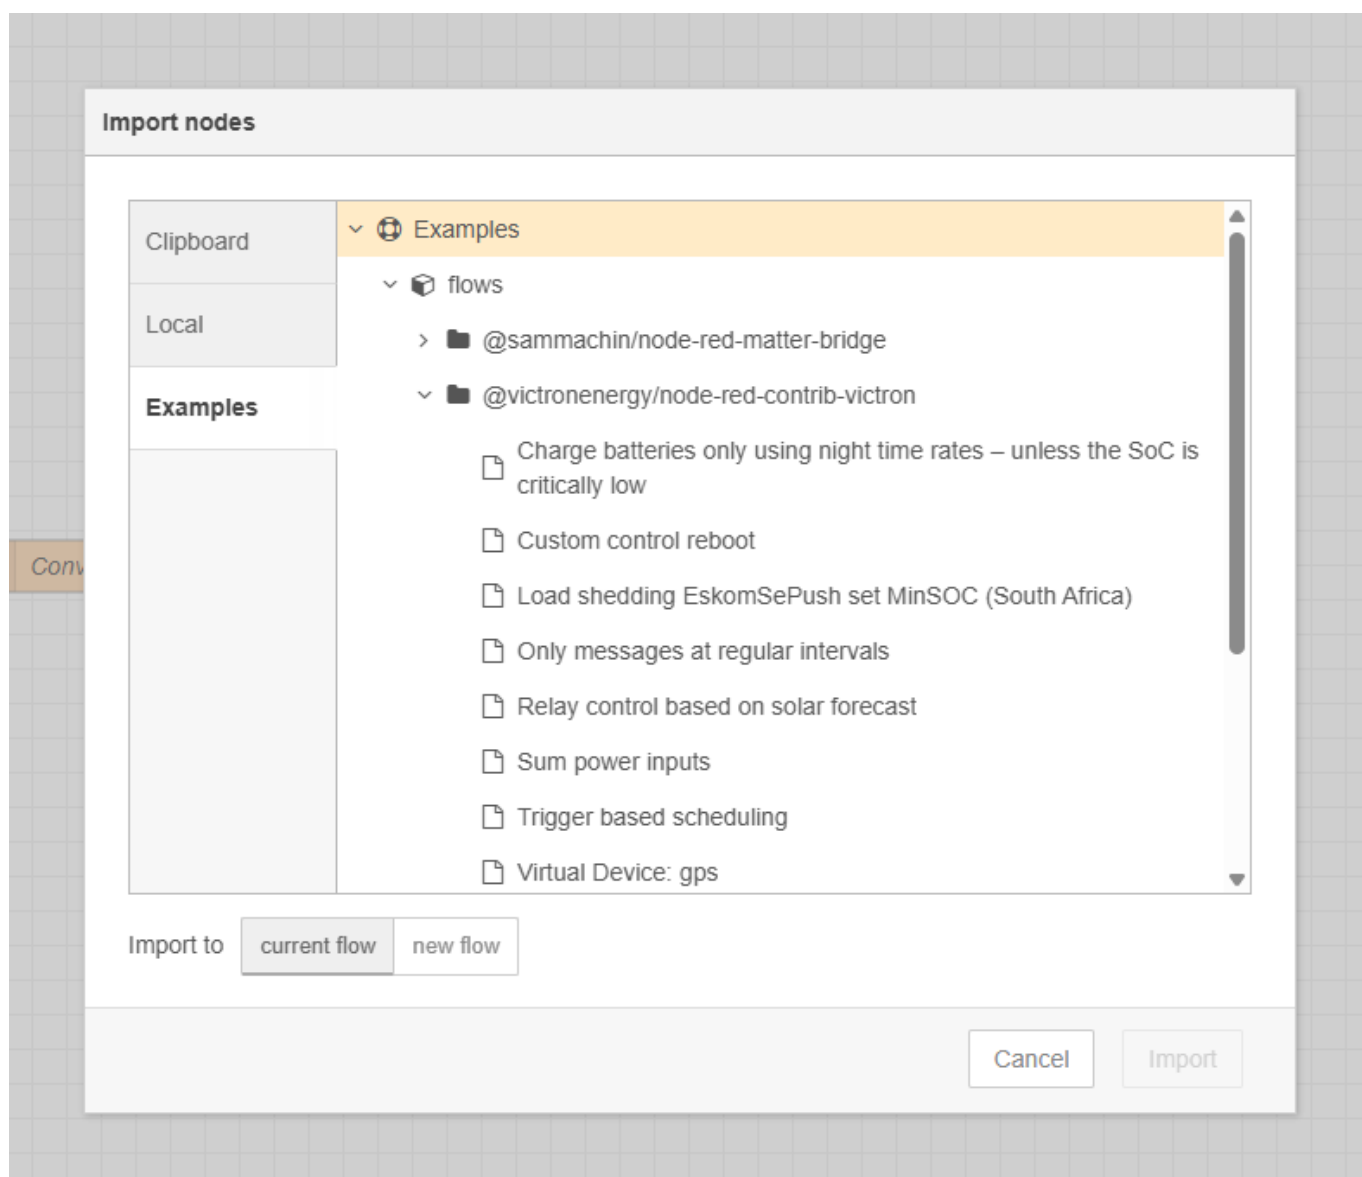 Import nodes
Clipboard
Local
Examples
Examples
flows
@sammachin/node-red-matter-bridge
@victronenergy/node-red-contrib-victron
Charge batteries only using night time rates – unless the SoC is
critically low
Custom control reboot
Load shedding EskomSePush set MinSOC (South Africa)
Only messages at regular intervals
Relay control based on solar forecast
Sum power inputs
Trigger based scheduling
Virtual Device: gps
Conv
Import to current flow new flow
Cancel Import